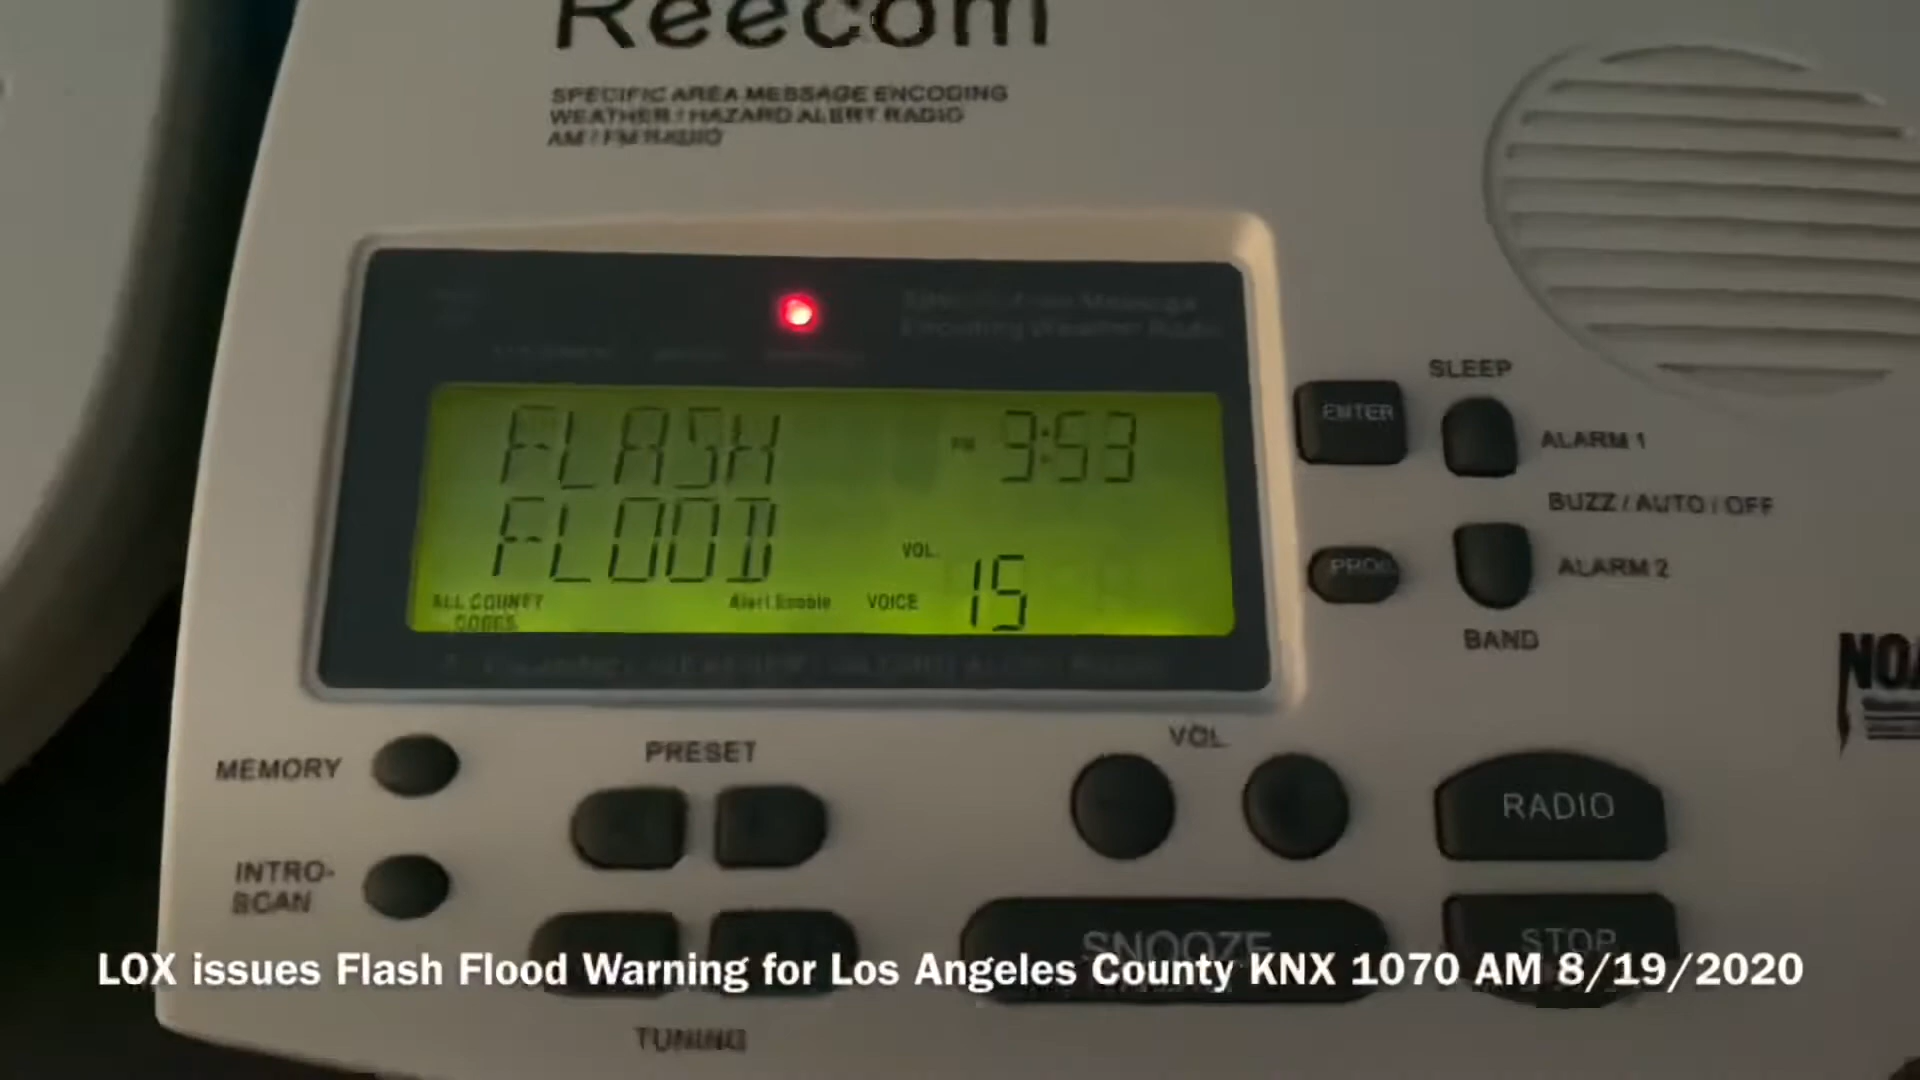 Reecom
SPECIFIC AREA MESSAGE ENCODING
WEATHER / HAZARD ALERT RADIO
AM / FM RADIO
FLASH
PM 3:53
FLOOD
VOL.
15
ALL COUNTY
CODES
Alert Enable
VOICE
ENTER
SLEEP
ALARM 1
BUZZ / AUTO / OFF
PROG
ALARM 2
BAND
NOA
MEMORY
PRESET
VOL
RADIO
INTRO-
SCAN
SNOOZE
STOP
LOX issues Flash Flood Warning for Los Angeles County KNX 1070 AM 8/19/2020
TUNING